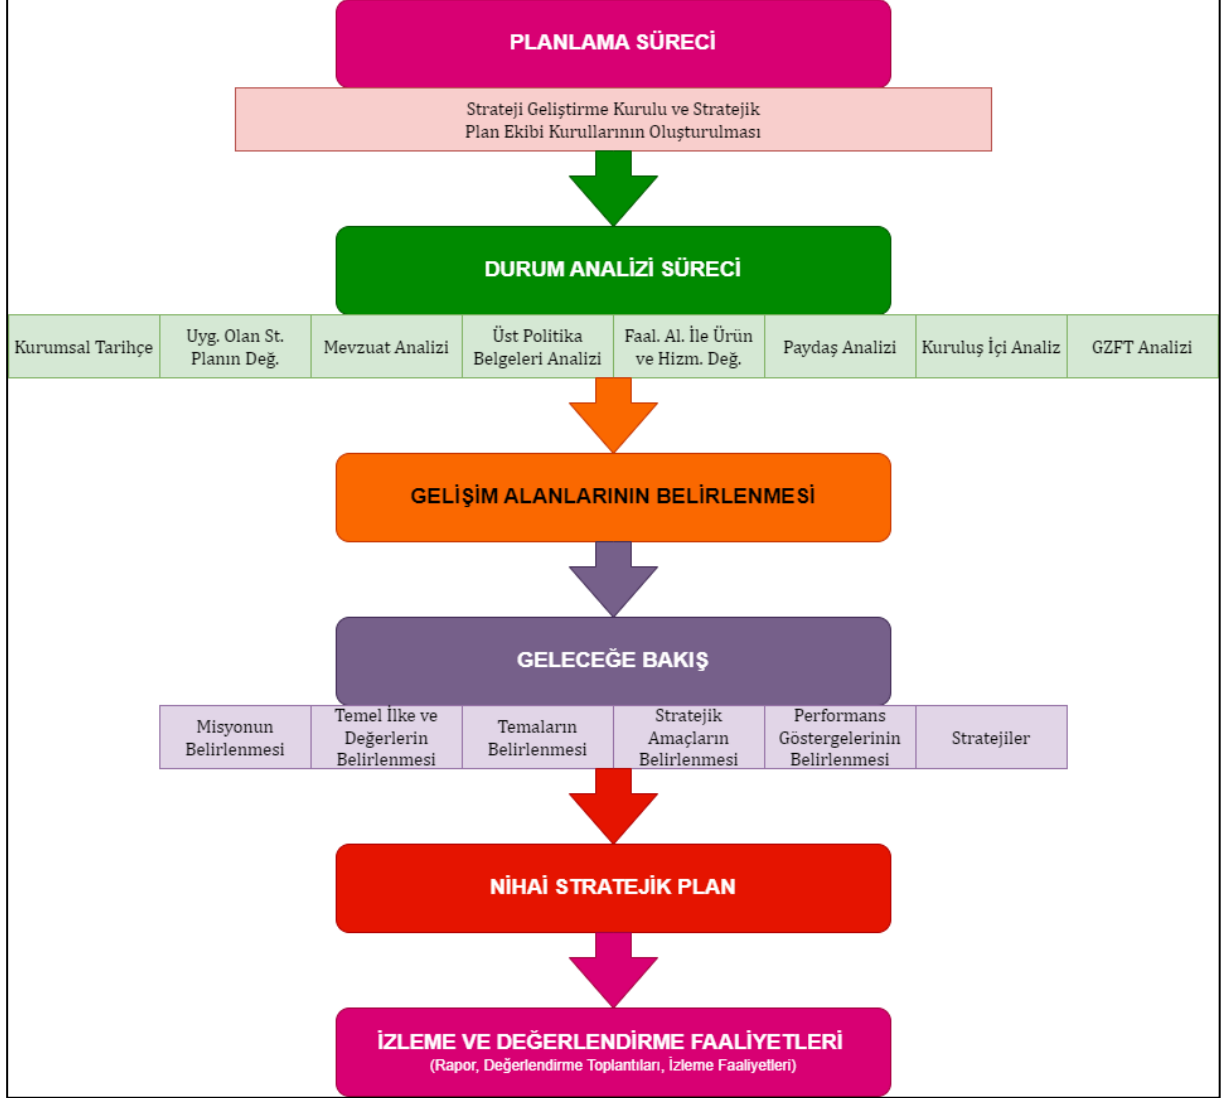 PLANLAMA SÜRECİ
Strateji Geliştirme Kurulu ve Stratejik
Plan Ekibi Kurullarının Oluşturulması
DURUM ANALİZİ SÜRECİ
Kurumsal Tarihçe
Uyg. Olan St.
Planın Değ.
Mevzuat Analizi
Üst Politika
Belgeleri Analizi
Faal. Al. İle Ürün
ve Hizm. Değ.
Paydaş Analizi
Kuruluş İçi Analiz
GZFT Analizi
GELİŞİM ALANLARININ BELİRLENMESİ
GELECEĞE BAKIŞ
Misyonun
Belirlenmesi
Temel İlke ve
Değerlerin
Belirlenmesi
Temaların
Belirlenmesi
Stratejik
Amaçların
Belirlenmesi
Performans
Göstergelerinin
Belirlenmesi
Stratejiler
NİHAİ STRATEJİK PLAN
İZLEME VE DEĞERLENDİRME FAALİYETLERİ
(Rapor, Değerlendirme Toplantıları, İzleme Faaliyetleri)